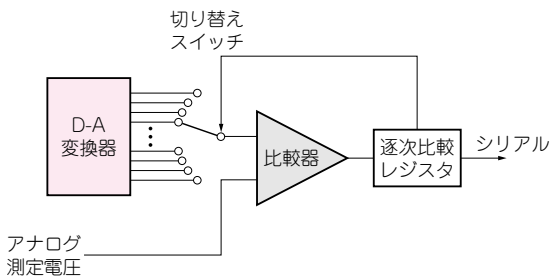 切り替え
スイッチ
D-A
変換器
比較器
逐次比較
レジスタ
シリアル
アナログ
測定電圧